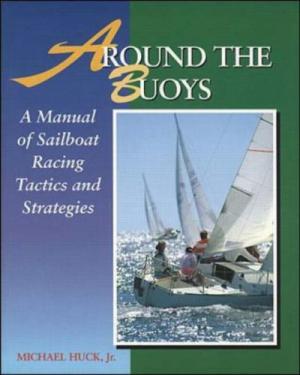 AROUND THE
BUOYS
A Manual
of Sailboat
Racing
Tactics and
Strategies
MICHAEL HUCK, Jr.